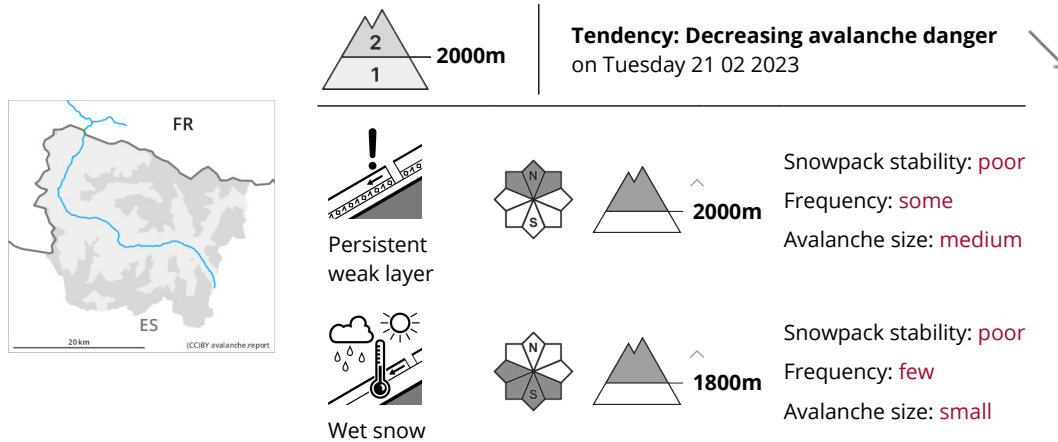 2
1
2000m
Tendency: Decreasing avalanche danger
on Tuesday 21 02 2023
FR
ES
20 km
(CC)BY avalanche.report
Persistent
weak layer
N
S
2000m
Snowpack stability: poor
Frequency: some
Avalanche size: medium
Wet snow
N
S
1800m
Snowpack stability: poor
Frequency: few
Avalanche size: small